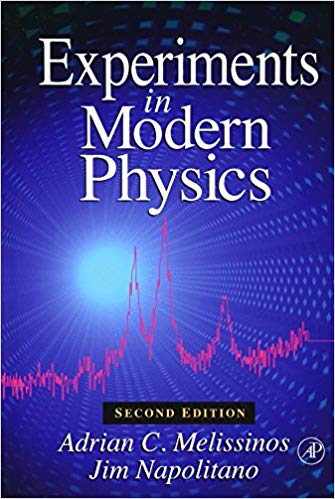 Experiments
in
Modern
Physics
SECOND EDITION
Adrian C. Melissinos
Jim Napolitano
AP